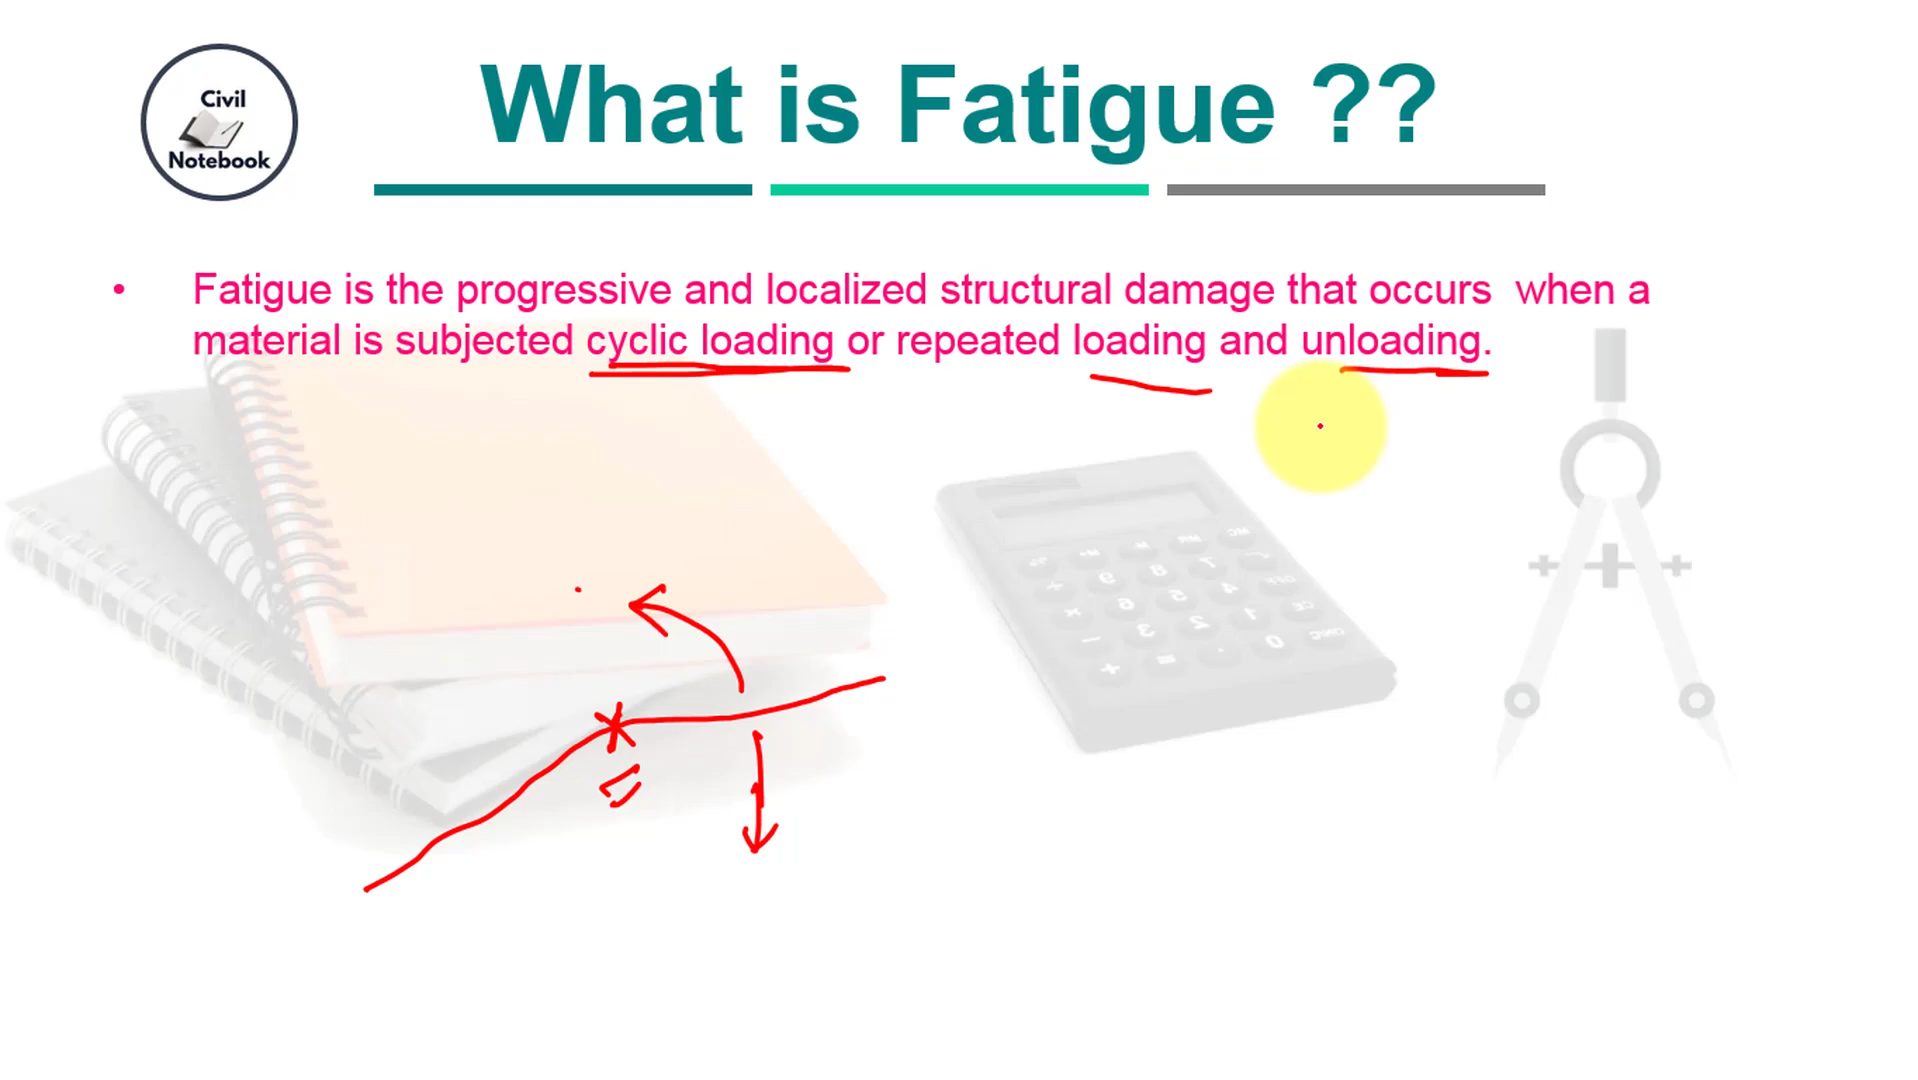 Civil
Notebook
What is Fatigue ??
• Fatigue is the progressive and localized structural damage that occurs when a
material is subjected cyclic loading or repeated loading and unloading.